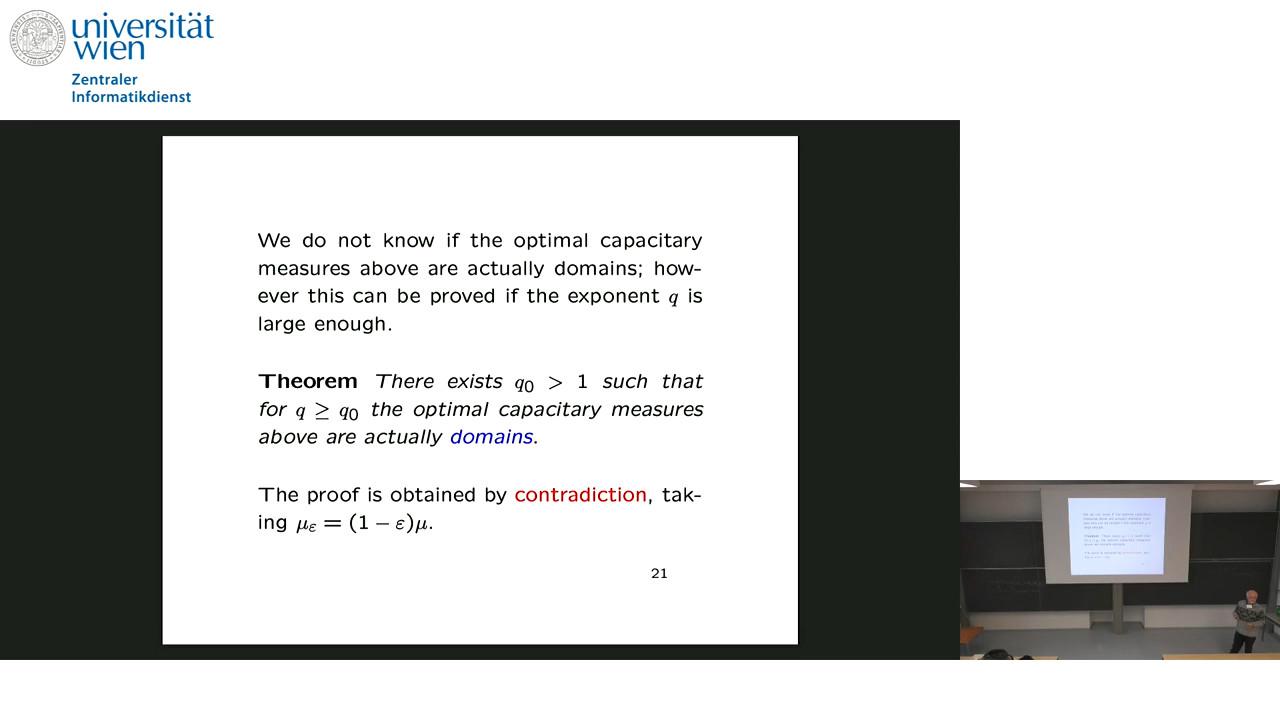 universität
wien
Zentraler
Informatikdienst
We do not know if the optimal capacitary
measures above are actually domains; how-
ever this can be proved if the exponent q is
large enough.
Theorem There exists q₀ > 1 such that
for q ≥ q₀ the optimal capacitary measures
above are actually domains.
The proof is obtained by contradiction, tak-
ing με = (1 − ε)μ.
21